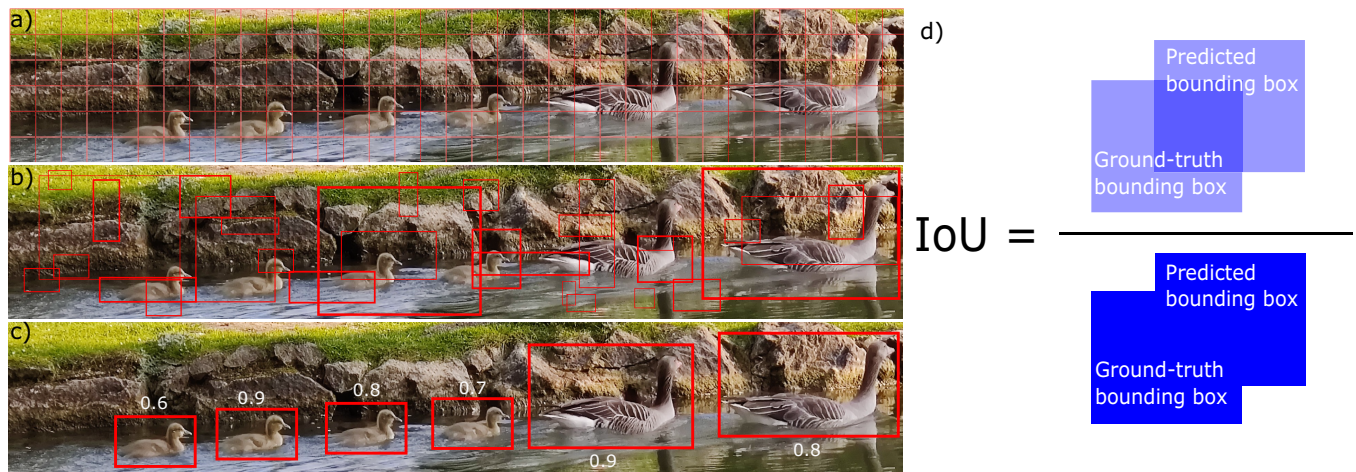 a)
b)
c)
0.6
0.9
0.8
0.7
0.9
0.8
d)
IoU =
Predicted
bounding box
Ground-truth
bounding box
Predicted
bounding box
Ground-truth
bounding box